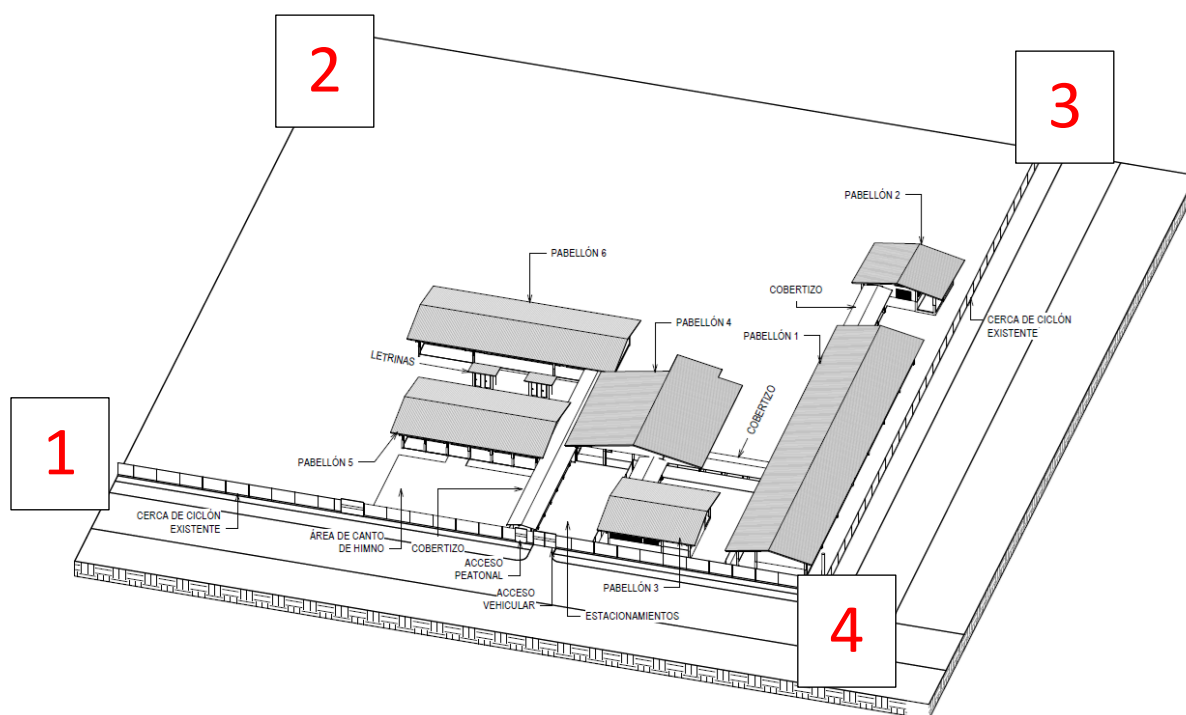 2
3
PABELLÓN 2
PABELLÓN 6
COBERTIZO
CERCA DE CICLÓN
EXISTENTE
PABELLÓN 4
PABELLÓN 1
LETRINAS
COBERTIZO
1
PABELLÓN 5
CERCA DE CICLÓN
EXISTENTE
ÁREA DE CANTO
DE HIMNO
COBERTIZO
ACCESO
PEATONAL
ACCESO
VEHICULAR
PABELLÓN 3
ESTACIONAMIENTOS
4